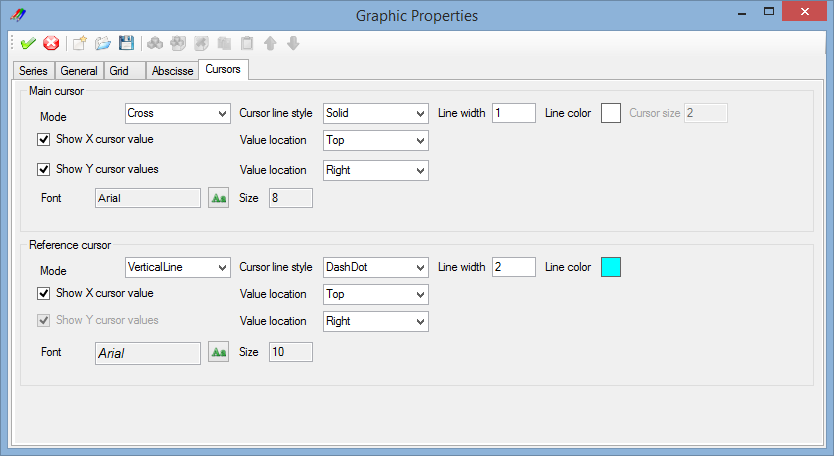 Graphic Properties
Series General Grid Abscisse Cursors
Main cursor
Mode Cross Cursor line style Solid Line width 1 Line color Cursor size 2
Show X cursor value Value location Top
Show Y cursor values Value location Right
Font Arial Aa Size 8
Reference cursor
Mode VerticalLine Cursor line style DashDot Line width 2 Line color
Show X cursor value Value location Top
Show Y cursor values Value location Right
Font Arial Aa Size 10